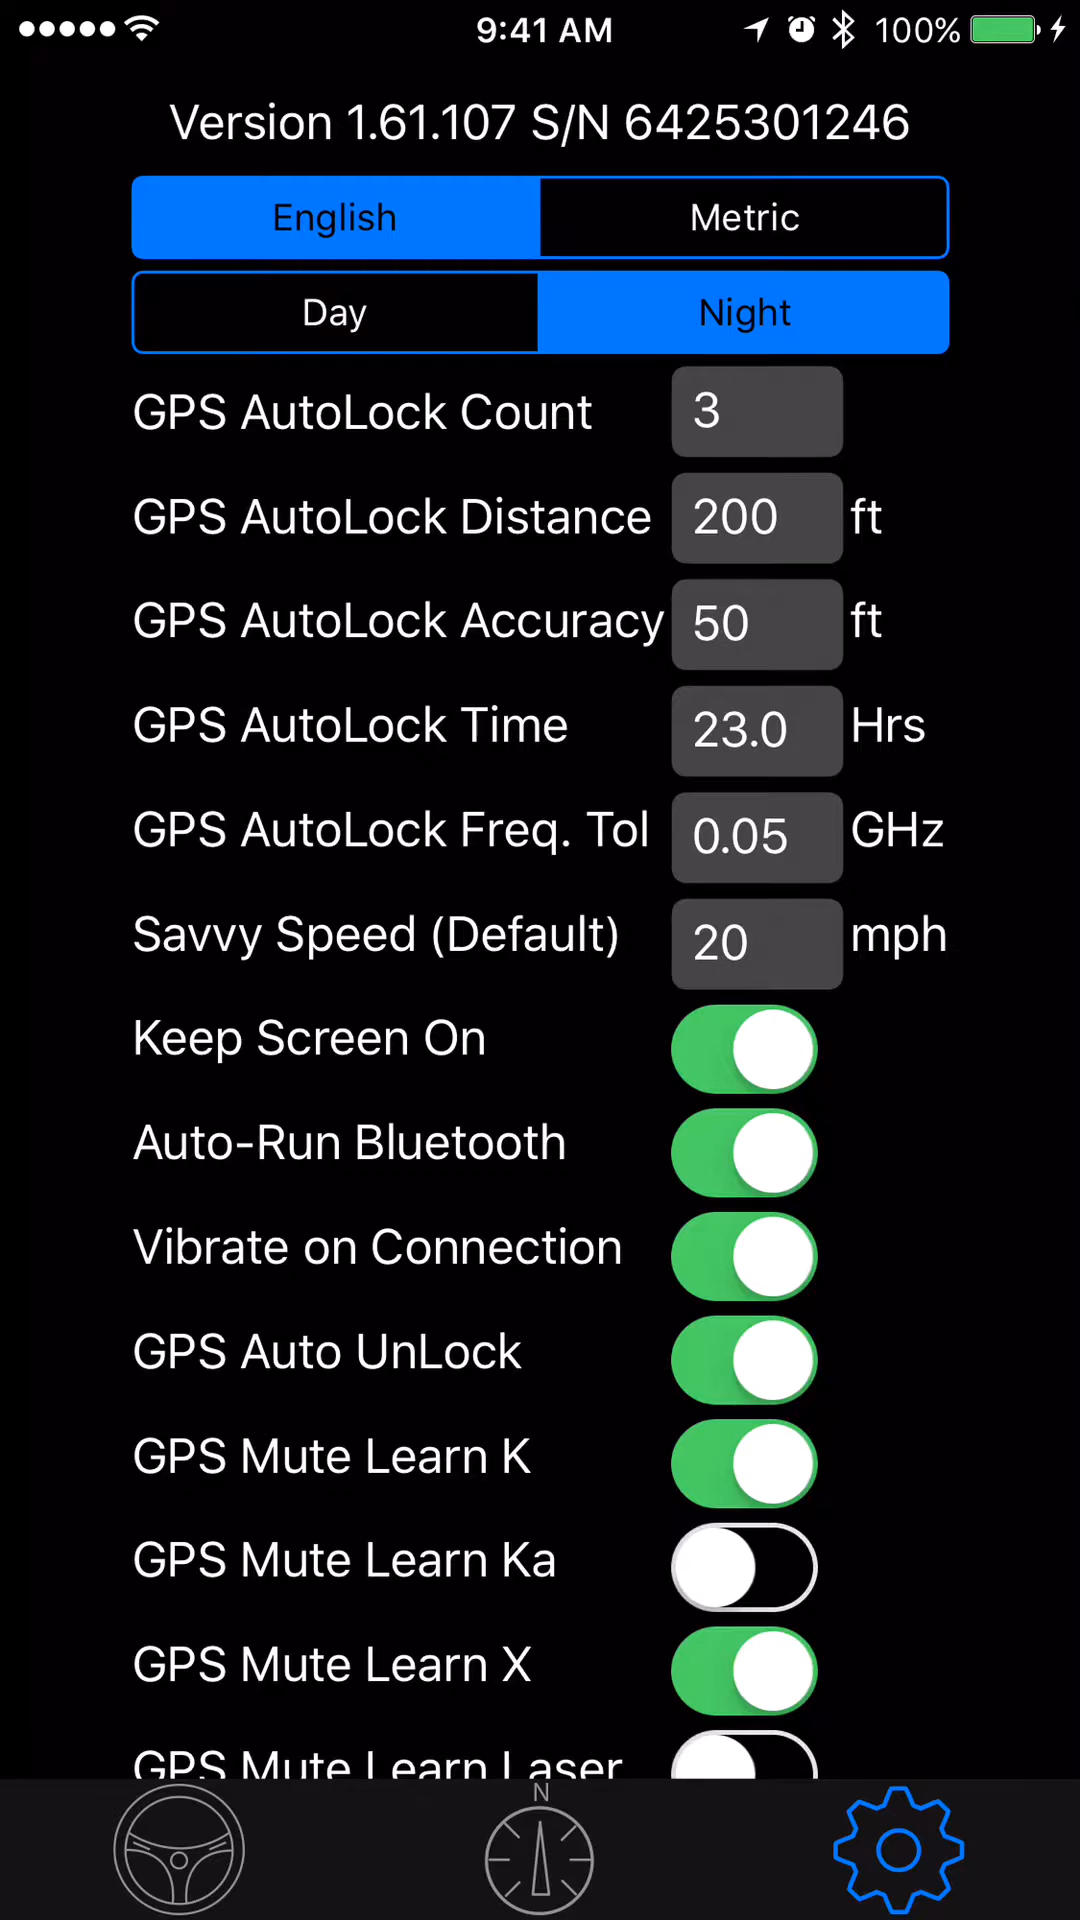 9:41 AM 100%
Version 1.61.107 S/N 6425301246
English Metric
Day Night
GPS AutoLock Count 3
GPS AutoLock Distance 200 ft
GPS AutoLock Accuracy 50 ft
GPS AutoLock Time 23.0 Hrs
GPS AutoLock Freq. Tol 0.05 GHz
Savvy Speed (Default) 20 mph
Keep Screen On
Auto-Run Bluetooth
Vibrate on Connection
GPS Auto UnLock
GPS Mute Learn K
GPS Mute Learn Ka
GPS Mute Learn X
GPS Mute Learn Laser
N